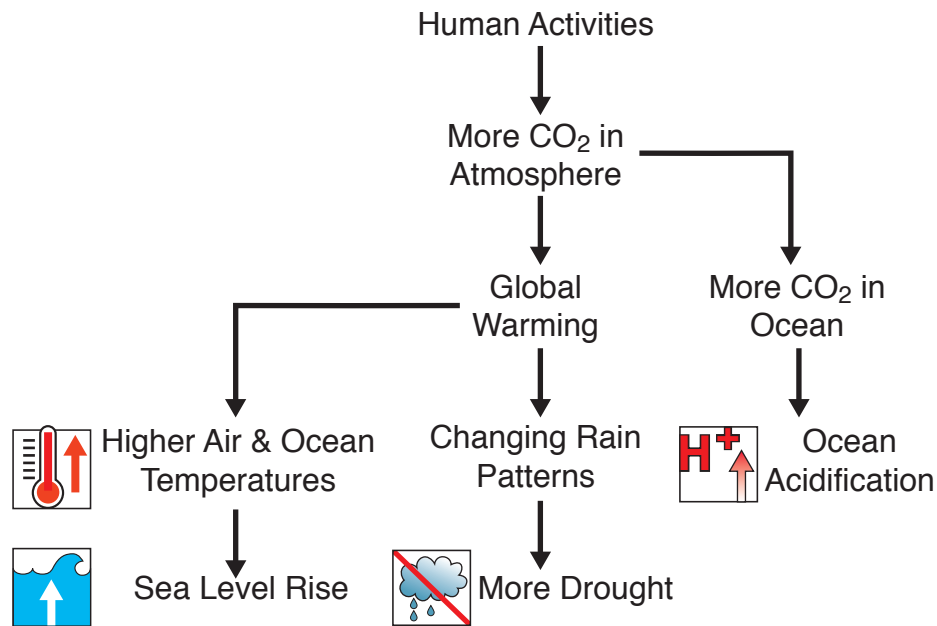 Human Activities
More CO₂ in
Atmosphere
Global
Warming
More CO₂ in
Ocean
Higher Air & Ocean
Temperatures
Changing Rain
Patterns
H⁺
Ocean
Acidification
Sea Level Rise
More Drought